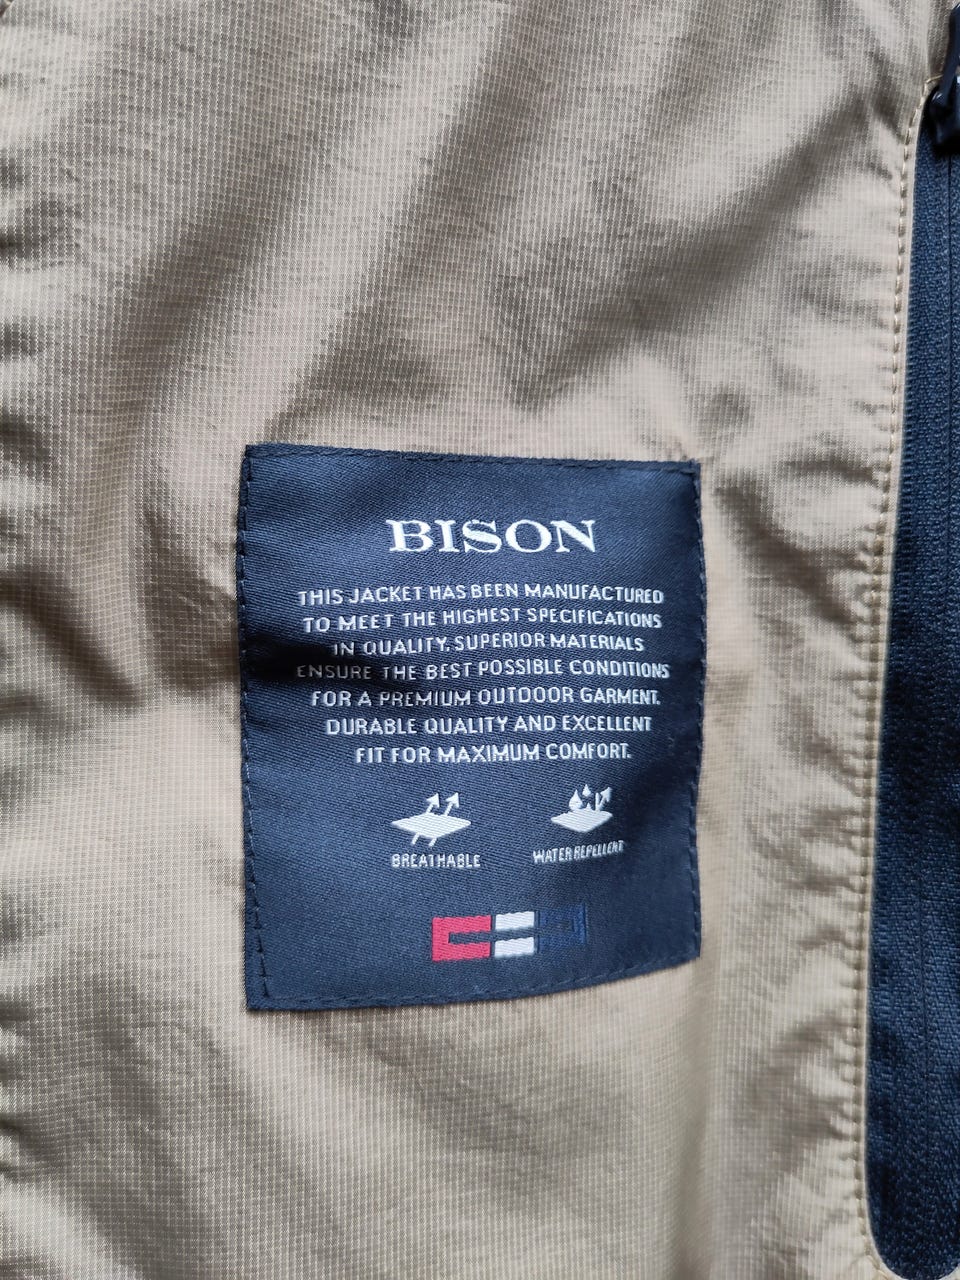 BISON
THIS JACKET HAS BEEN MANUFACTURED
TO MEET THE HIGHEST SPECIFICATIONS
IN QUALITY. SUPERIOR MATERIALS
ENSURE THE BEST POSSIBLE CONDITIONS
FOR A PREMIUM OUTDOOR GARMENT.
DURABLE QUALITY AND EXCELLENT
FIT FOR MAXIMUM COMFORT.
BREATHABLE WATER REPELLENT